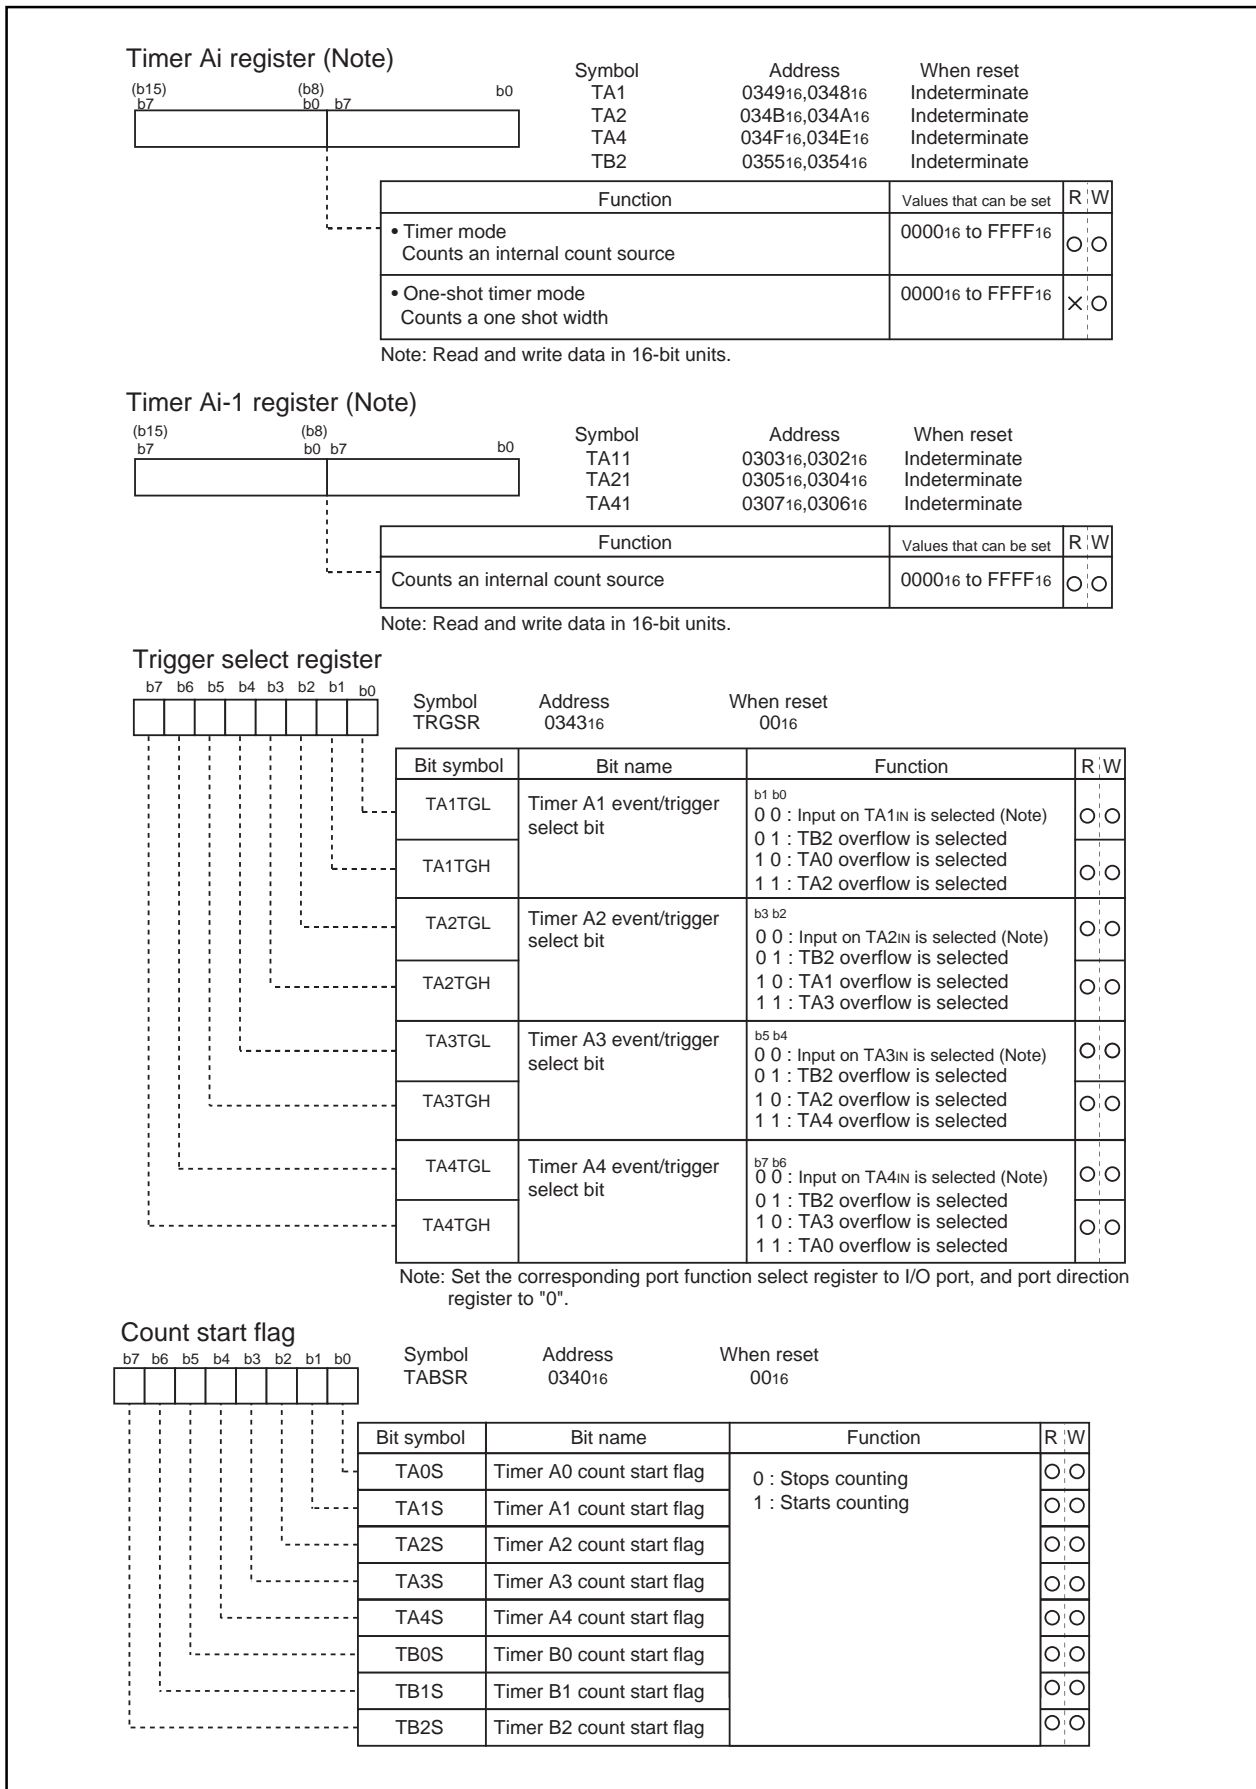 Timer Ai register (Note)
Symbol Address When reset
(b15) (b8) b0
b7 b0 b7
TA1 034916,034816 Indeterminate
TA2 034B16,034A16 Indeterminate
TA4 034F16,034E16 Indeterminate
TB2 035516,035416 Indeterminate
Function Values that can be set R W
• Timer mode 000016 to FFFF16
Counts an internal count source
• One-shot timer mode 000016 to FFFF16
Counts a one shot width
Note: Read and write data in 16-bit units.
Timer Ai-1 register (Note)
(b15) (b8) Symbol Address When reset
b7 b0 b7 b0
TA11 030316,030216 Indeterminate
TA21 030516,030416 Indeterminate
TA41 030716,030616 Indeterminate
Function Values that can be set R W
Counts an internal count source 000016 to FFFF16
Note: Read and write data in 16-bit units.
Trigger select register
b7 b6 b5 b4 b3 b2 b1 b0
Symbol Address When reset
TRGSR 034316 0016
Bit symbol Bit name Function R W
TA1TGL Timer A1 event/trigger
select bit
TA1TGH
b1 b0
0 0 : Input on TA1IN is selected (Note)
0 1 : TB2 overflow is selected
1 0 : TA0 overflow is selected
1 1 : TA2 overflow is selected
TA2TGL Timer A2 event/trigger
select bit
TA2TGH
b3 b2
0 0 : Input on TA2IN is selected (Note)
0 1 : TB2 overflow is selected
1 0 : TA1 overflow is selected
1 1 : TA3 overflow is selected
TA3TGL Timer A3 event/trigger
select bit
TA3TGH
b5 b4
0 0 : Input on TA3IN is selected (Note)
0 1 : TB2 overflow is selected
1 0 : TA2 overflow is selected
1 1 : TA4 overflow is selected
TA4TGL Timer A4 event/trigger
select bit
TA4TGH
b7 b6
0 0 : Input on TA4IN is selected (Note)
0 1 : TB2 overflow is selected
1 0 : TA3 overflow is selected
1 1 : TA0 overflow is selected
Note: Set the corresponding port function select register to I/O port, and port direction
register to "0".
Count start flag
b7 b6 b5 b4 b3 b2 b1 b0
Symbol Address When reset
TABSR 034016 0016
Bit symbol Bit name Function R W
TA0S Timer A0 count start flag 0 : Stops counting
TA1S Timer A1 count start flag 1 : Starts counting
TA2S Timer A2 count start flag
TA3S Timer A3 count start flag
TA4S Timer A4 count start flag
TB0S Timer B0 count start flag
TB1S Timer B1 count start flag
TB2S Timer B2 count start flag